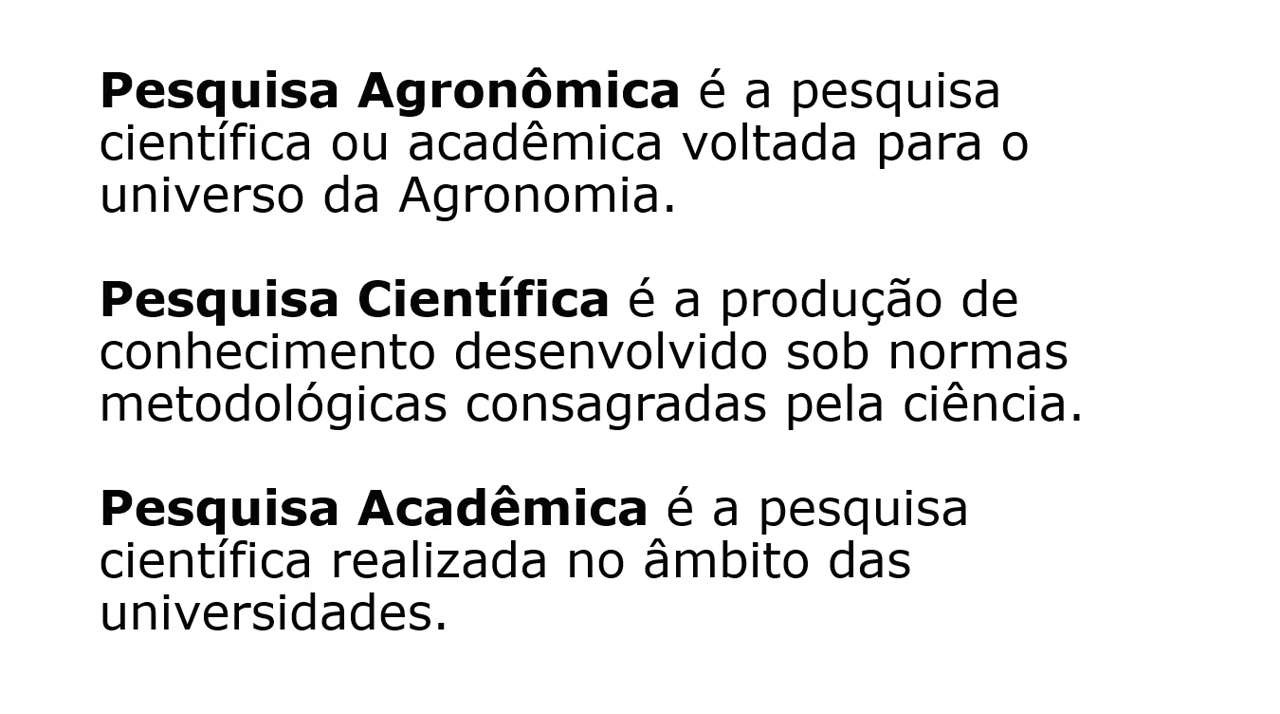 Pesquisa Agronômica é a pesquisa
científica ou acadêmica voltada para o
universo da Agronomia.
Pesquisa Científica é a produção de
conhecimento desenvolvido sob normas
metodológicas consagradas pela ciência.
Pesquisa Acadêmica é a pesquisa
científica realizada no âmbito das
universidades.